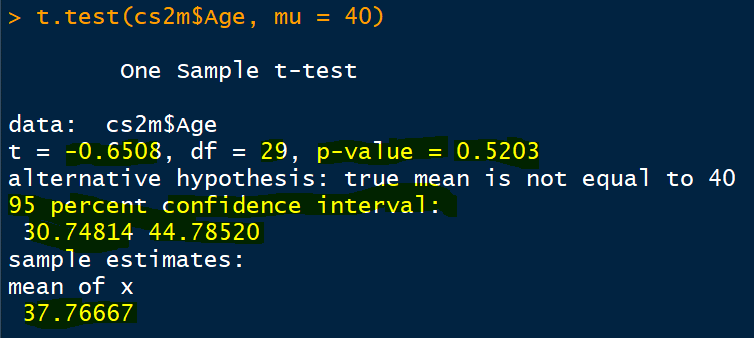 > t.test(cs2m$Age, mu = 40)
One Sample t-test
data:  cs2m$Age
t = -0.6508, df = 29, p-value = 0.5203
alternative hypothesis: true mean is not equal to 40
95 percent confidence interval:
30.74814 44.78520
sample estimates:
mean of x
37.76667